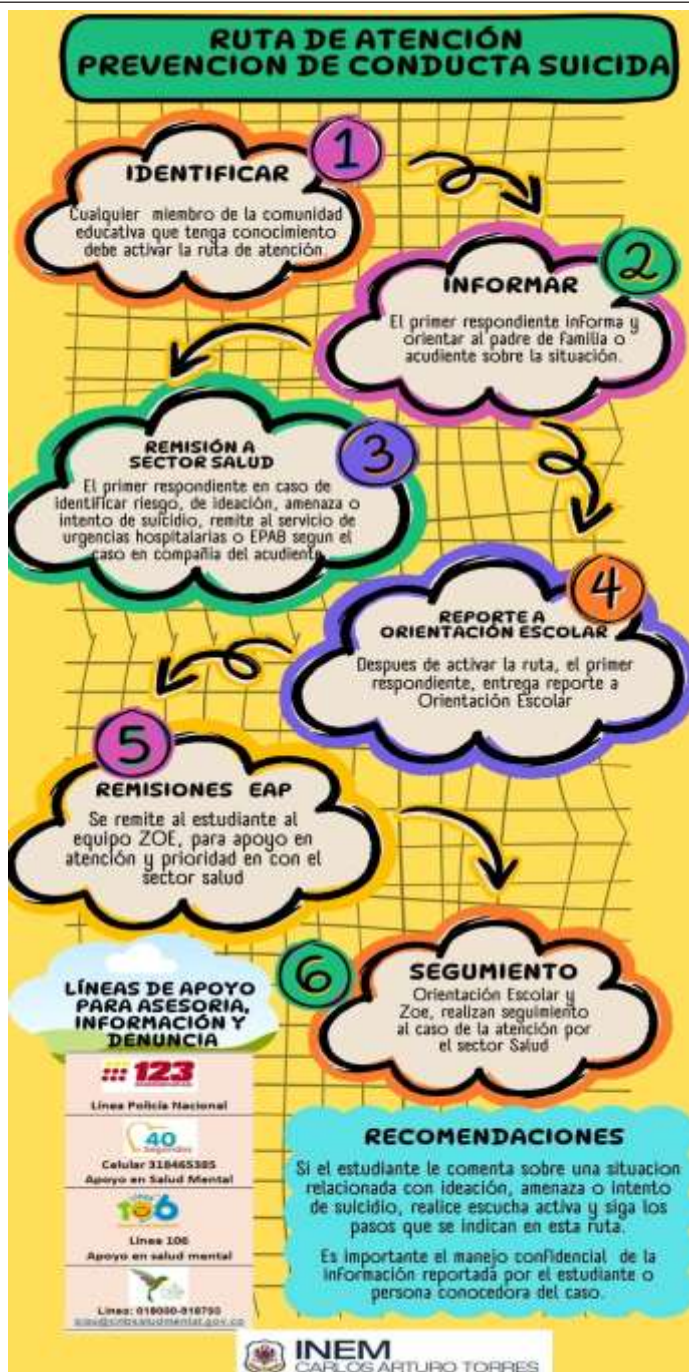 RUTA DE ATENCIÓN
PREVENCION DE CONDUCTA SUICIDA
1
IDENTIFICAR
Cualquier miembro de la comunidad
educativa que tenga conocimiento
debe activar la ruta de atención
2
INFORMAR
El primer respondiente informa y
orientar al padre de familia o
acudiente sobre la situación.
3
REMISIÓN A
SECTOR SALUD
El primer respondiente en caso de
identificar riesgo, de ideación, amenaza o
intento de suicidio, remite al servicio de
urgencias hospitalarias o EPAB segun el
caso en compañia del acudiente
4
REPORTE A
ORIENTACIÓN ESCOLAR
Despues de activar la ruta, el primer
respondiente, entrega reporte a
Orientación Escolar
5
REMISIONES EAP
Se remite al estudiante al
equipo ZOE, para apoyo en
atención y prioridad en con el
sector salud
6
SEGUMIENTO
Orientación Escolar y
Zoe, realizan seguimiento
al caso de la atención por
el sector Salud
LÍNEAS DE APOYO
PARA ASESORIA,
INFORMACIÓN Y
DENUNCIA
123
Línea Policía Nacional
40
Segundos
Celular 318465385
Apoyo en Salud Mental
106
Línea 106
Apoyo en salud mental
RECOMENDACIONES
Si el estudiante le comenta sobre una situacion
relacionada con ideación, amenaza o intento
de suicidio, realice escucha activa y siga los
pasos que se indican en esta ruta.
Es importante el manejo confidencial de la
información reportada por el estudiante o
persona conocedora del caso.
INEM
CARLOS ARTURO TORRES